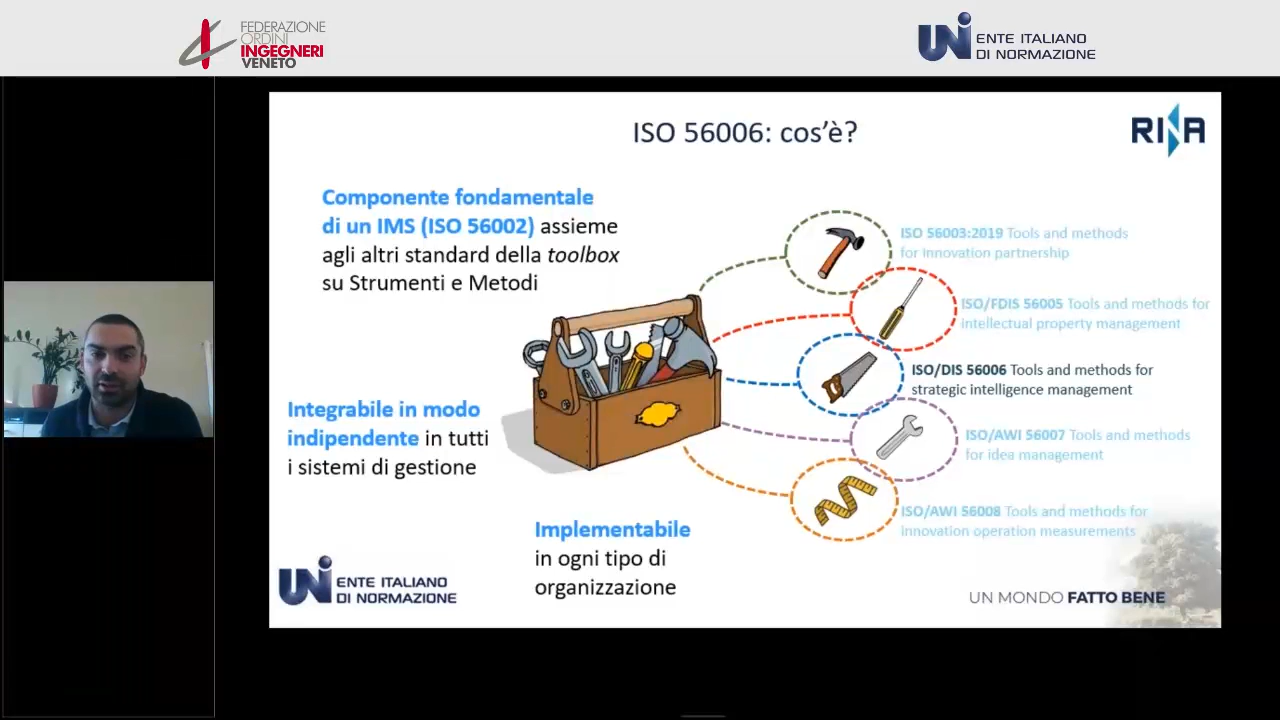 FEDERAZIONE
ORDINI
INGEGNERI
VENETO
UNI ENTE ITALIANO
DI NORMAZIONE
ISO 56006: cos'è?
RINA
Componente fondamentale
di un IMS (ISO 56002) assieme
agli altri standard della toolbox
su Strumenti e Metodi
ISO 56003:2019 Tools and methods
for innovation partnership
ISO/FDIS 56005 Tools and methods for
intellectual property management
ISO/DIS 56006 Tools and methods for
strategic intelligence management
Integrabile in modo
indipendente in tutti
i sistemi di gestione
ISO/AWI 56007 Tools and methods
for idea management
ISO/AWI 56008 Tools and methods for
innovation operation measurements
Implementabile
in ogni tipo di
organizzazione
UNI ENTE ITALIANO
DI NORMAZIONE
UN MONDO FATTO BENE